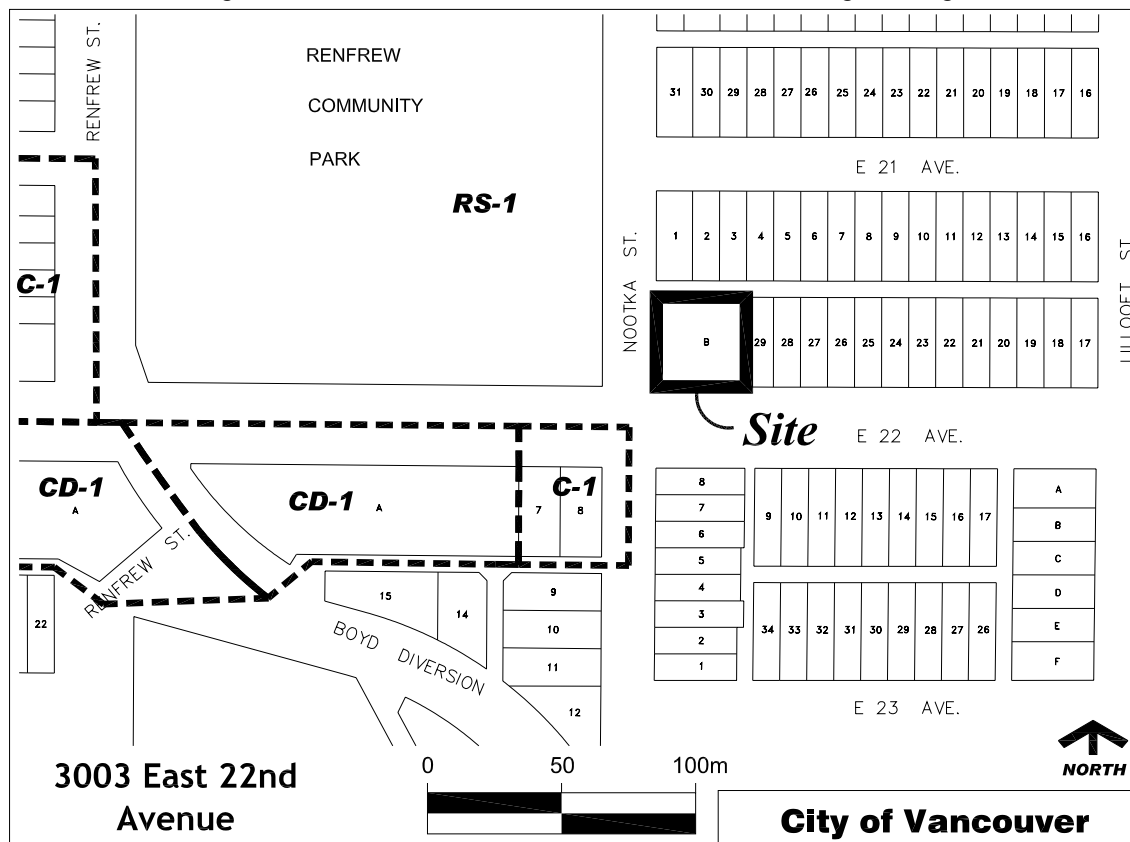 RENFREW ST.
RENFREW
COMMUNITY
PARK
RS-1
31 30 29 28 27 26 25 24 23 22 21 20 19 18 17 16
E 21 AVE.
1 2 3 4 5 6 7 8 9 10 11 12 13 14 15 16
C-1
NOOTKA ST.
B 29 28 27 26 25 24 23 22 21 20 19 18 17
Site
E 22 AVE.
CD-1
A
CD-1
A
C-1
7 8
8
7
6
5
4
3
2
1
9 10 11 12 13 14 15 16 17
34 33 32 31 30 29 28 27 26
A
B
C
D
E
F
RENFREW ST.
22
15
14
9
10
11
12
BOYD DIVERSION
E 23 AVE.
NORTH
3003 East 22nd
Avenue
0 50 100m
City of Vancouver